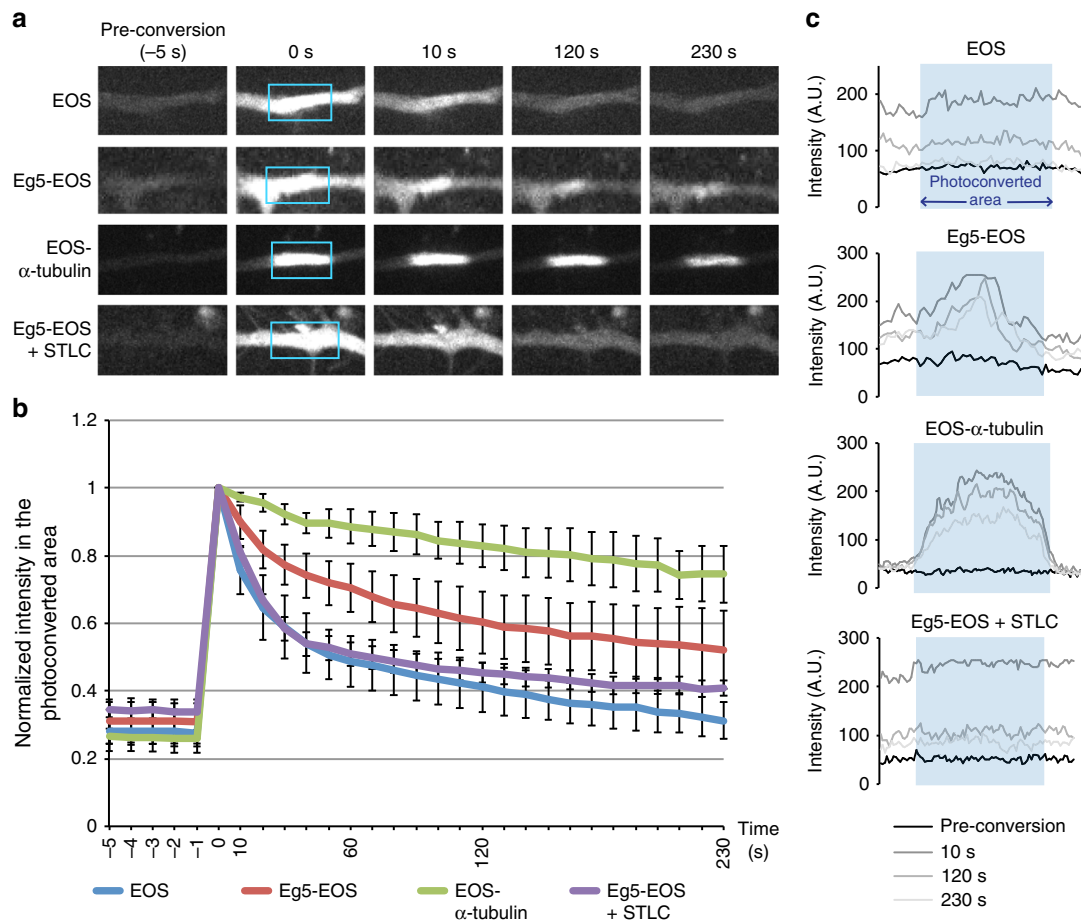 a
Pre-conversion
(–5 s)
0 s
10 s
120 s
230 s
EOS
Eg5-EOS
EOS-
α-tubulin
Eg5-EOS
+ STLC
b
1.2
1
0.8
0.6
0.4
0.2
0
Normalized intensity in the
photoconverted area
–5
–4
–3
–2
–1
0
10
60
120
230
Time
(s)
EOS
Eg5-EOS
EOS-
α-tubulin
Eg5-EOS
+ STLC
c
EOS
Intensity (A.U.)
200
100
0
Photoconverted
area
Eg5-EOS
Intensity (A.U.)
300
200
100
0
EOS-α-tubulin
Intensity (A.U.)
300
200
100
0
Eg5-EOS + STLC
Intensity (A.U.)
300
200
100
0
Pre-conversion
10 s
120 s
230 s